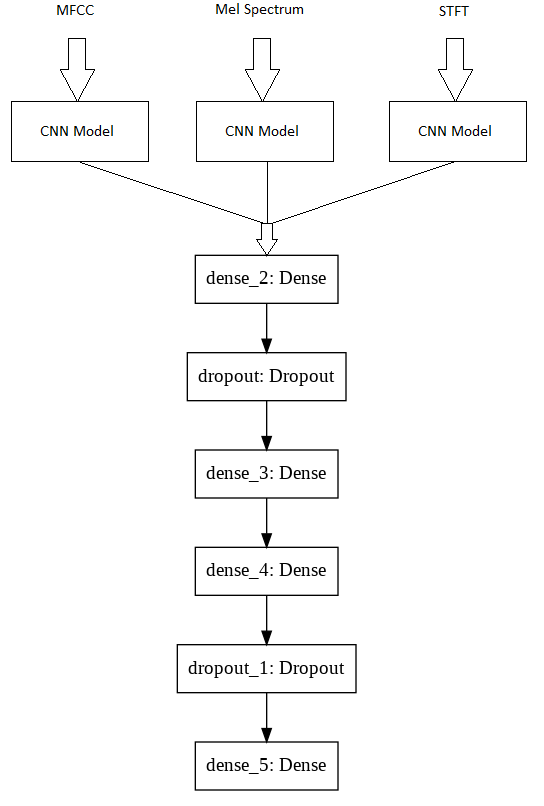 MFCC
Mel Spectrum
STFT
CNN Model
CNN Model
CNN Model
dense_2: Dense
dropout: Dropout
dense_3: Dense
dense_4: Dense
dropout_1: Dropout
dense_5: Dense